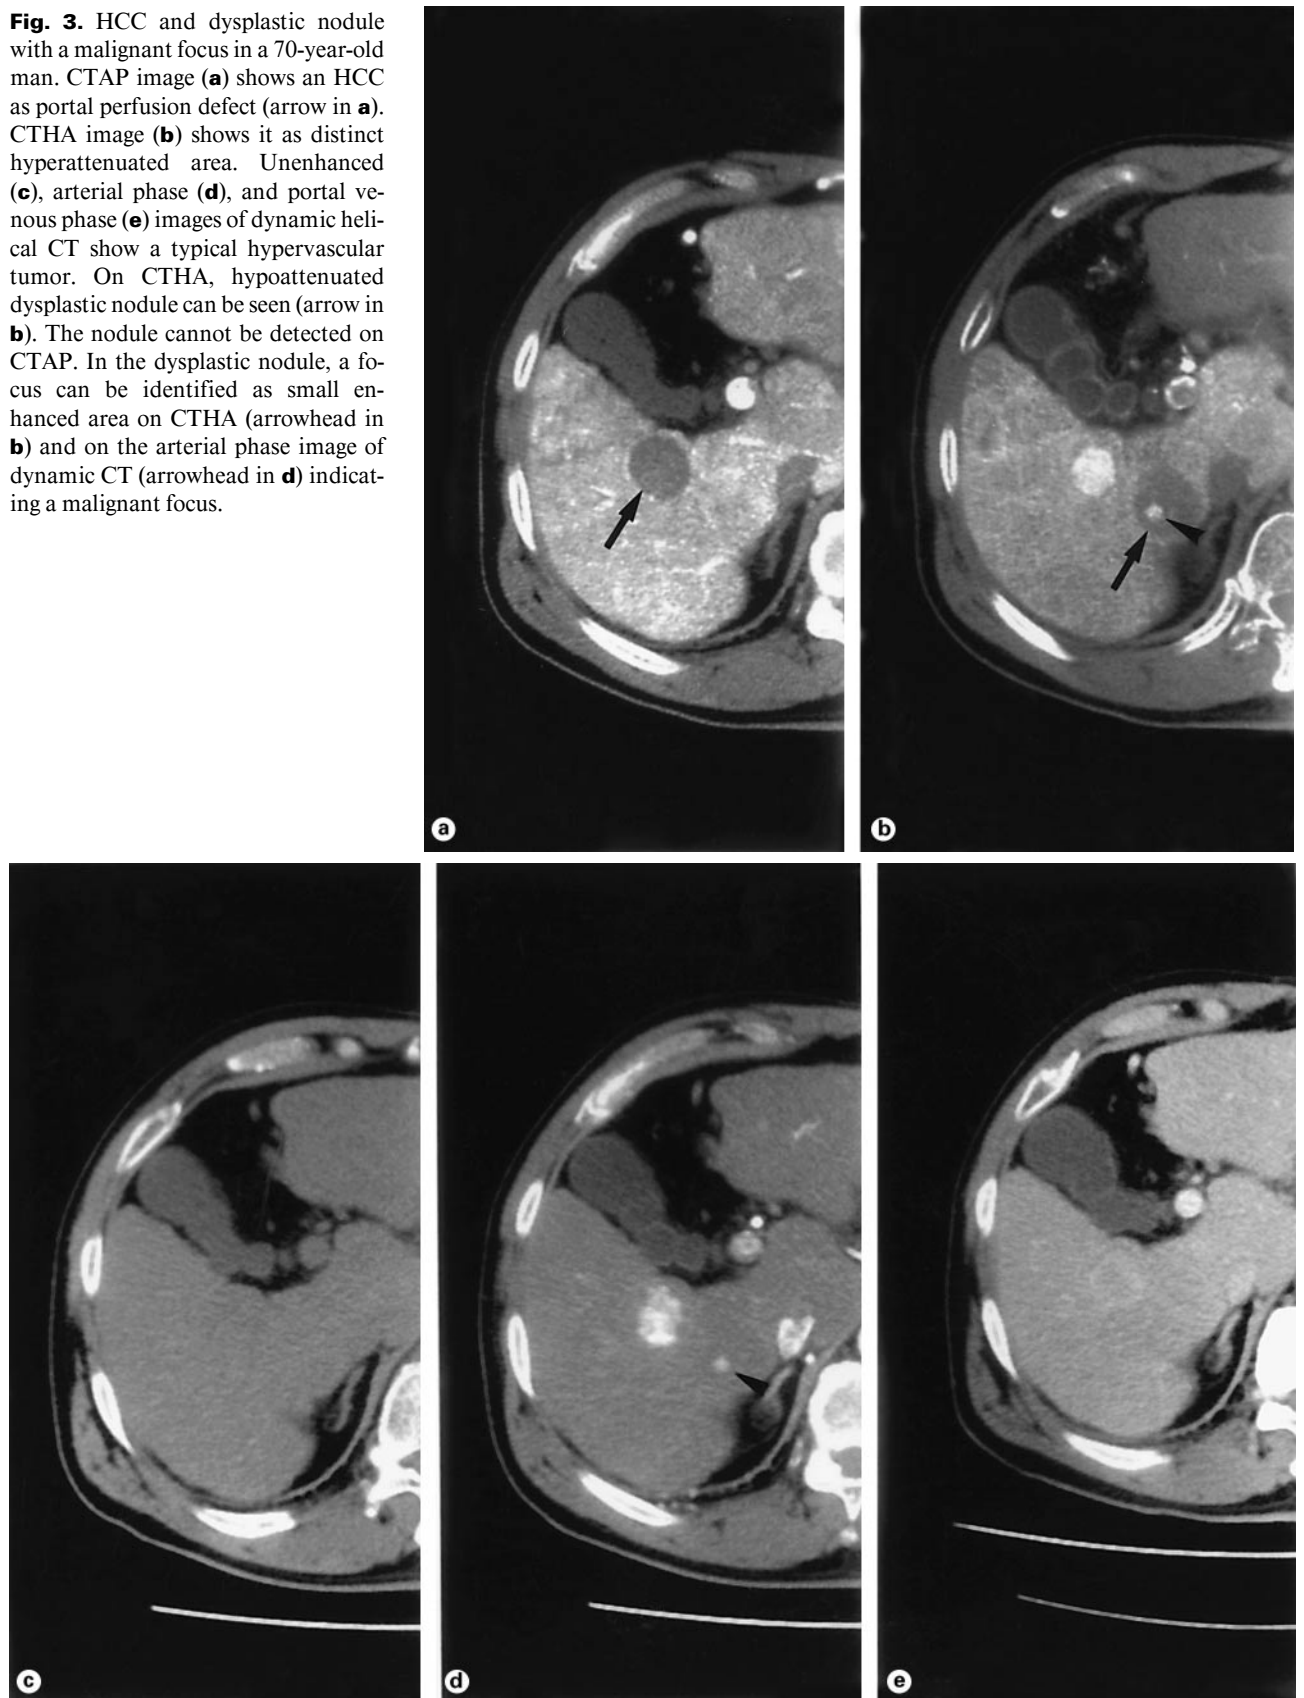 Fig. 3. HCC and dysplastic nodule
with a malignant focus in a 70-year-old
man. CTAP image (a) shows an HCC
as portal perfusion defect (arrow in a).
CTHA image (b) shows it as distinct
hyperattenuated area. Unenhanced
(c), arterial phase (d), and portal ve-
nous phase (e) images of dynamic heli-
cal CT show a typical hypervascular
tumor. On CTHA, hypoattenuated
dysplastic nodule can be seen (arrow in
b). The nodule cannot be detected on
CTAP. In the dysplastic nodule, a fo-
cus can be identified as small en-
hanced area on CTHA (arrowhead in
b) and on the arterial phase image of
dynamic CT (arrowhead in d) indicat-
ing a malignant focus.
a
b
c
d
e